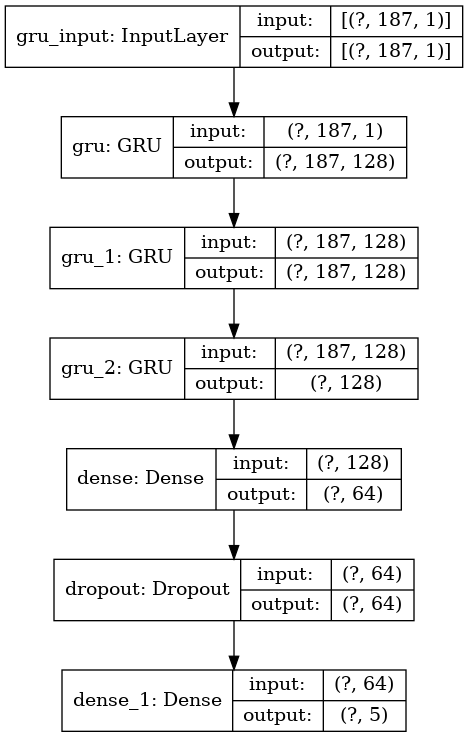 gru_input: InputLayer
input:
[(?, 187, 1)]
output:
[(?, 187, 1)]
gru: GRU
input:
(?, 187, 1)
output:
(?, 187, 128)
gru_1: GRU
input:
(?, 187, 128)
output:
(?, 187, 128)
gru_2: GRU
input:
(?, 187, 128)
output:
(?, 128)
dense: Dense
input:
(?, 128)
output:
(?, 64)
dropout: Dropout
input:
(?, 64)
output:
(?, 64)
dense_1: Dense
input:
(?, 64)
output:
(?, 5)